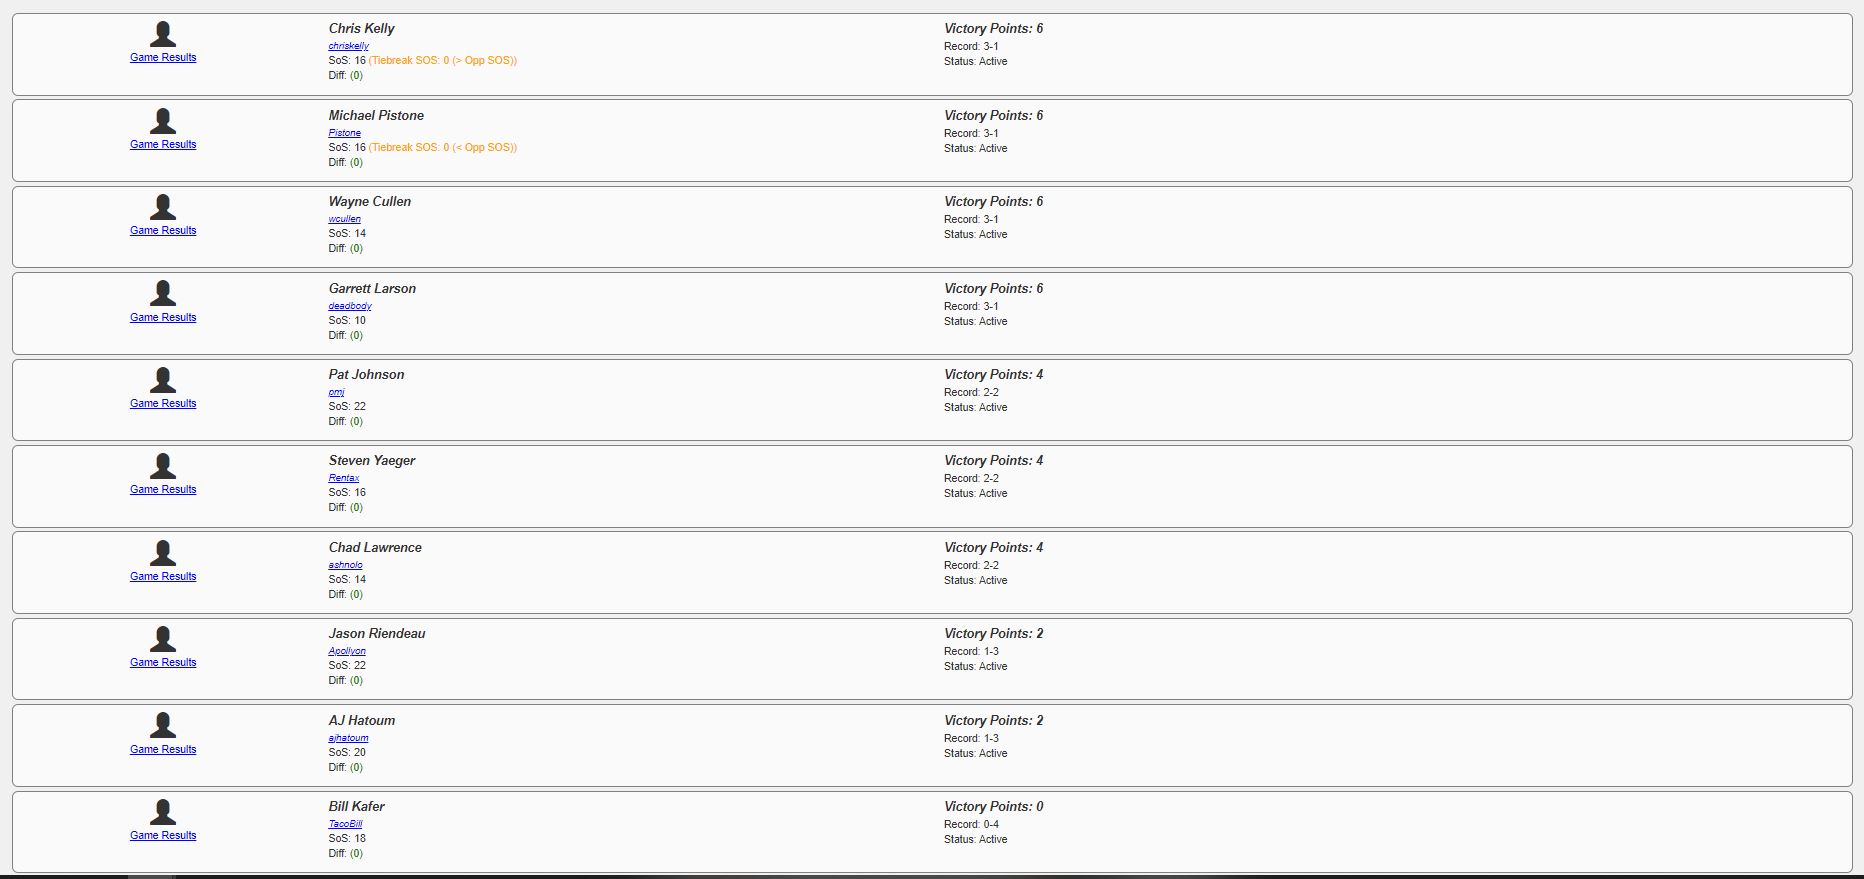 Chris Kelly
Victory Points: 6
chriskelly
Record: 3-1
Game Results
SoS: 16 (Tiebreak SOS: 0 (> Opp SOS))
Status: Active
Diff: (0)
Michael Pistone
Victory Points: 6
Pistone
Record: 3-1
Game Results
SoS: 16 (Tiebreak SOS: 0 (< Opp SOS))
Status: Active
Diff: (0)
Wayne Cullen
Victory Points: 6
wcullen
Record: 3-1
Game Results
SoS: 14
Status: Active
Diff: (0)
Garrett Larson
Victory Points: 6
deadbody
Record: 3-1
Game Results
SoS: 10
Status: Active
Diff: (0)
Pat Johnson
Victory Points: 4
pmj
Record: 2-2
Game Results
SoS: 22
Status: Active
Diff: (0)
Steven Yaeger
Victory Points: 4
Rentax
Record: 2-2
Game Results
SoS: 16
Status: Active
Diff: (0)
Chad Lawrence
Victory Points: 4
ashnolo
Record: 2-2
Game Results
SoS: 14
Status: Active
Diff: (0)
Jason Riendeau
Victory Points: 2
Apollyon
Record: 1-3
Game Results
SoS: 22
Status: Active
Diff: (0)
AJ Hatoum
Victory Points: 2
ajhatoum
Record: 1-3
Game Results
SoS: 20
Status: Active
Diff: (0)
Bill Kafer
Victory Points: 0
TacoBill
Record: 0-4
Game Results
SoS: 18
Status: Active
Diff: (0)